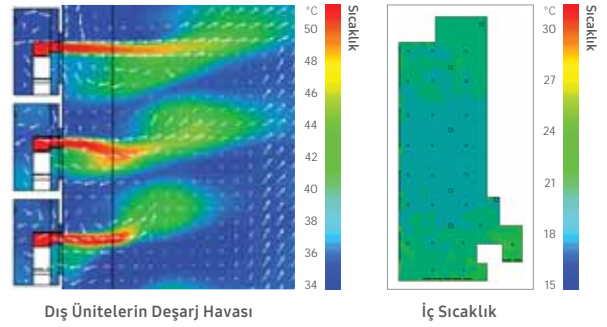 °C
50
48
46
44
42
40
38
36
34
Sıcaklık
Dış Ünitelerin Deşarj Havası
°C
30
27
24
21
18
15
Sıcaklık
İç Sıcaklık